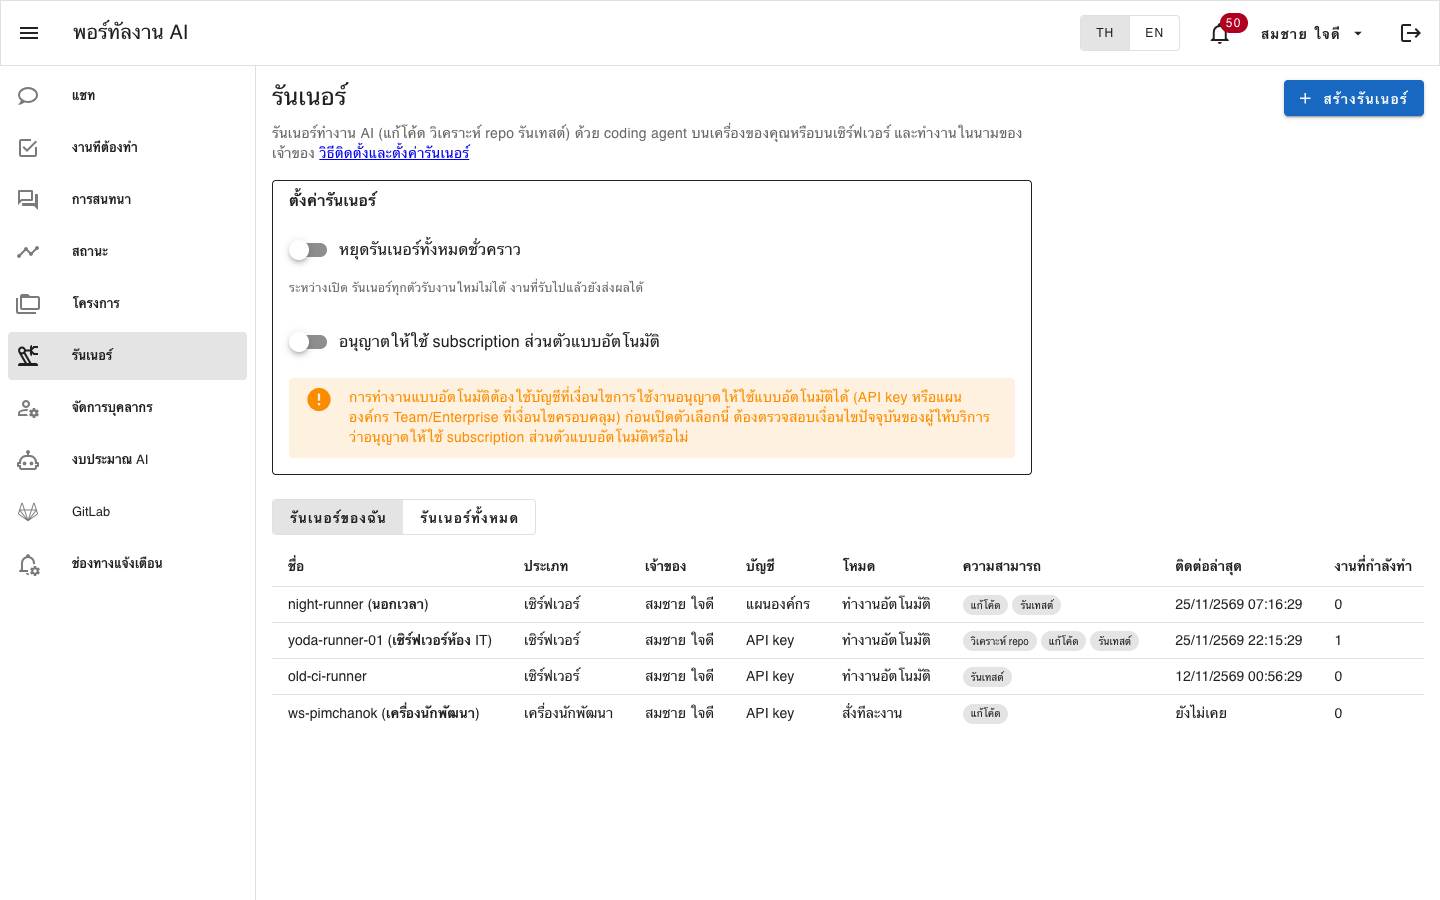 พอร์ทัลงาน AI
TH
EN
50
สมชาย ใจดี
แชท
งานที่ต้องทำ
การสนทนา
สถานะ
โครงการ
รันเนอร์
จัดการบุคลากร
งบประมาณ AI
GitLab
ช่องทางแจ้งเตือน
รันเนอร์
+ สร้างรันเนอร์
รันเนอร์ทำงาน AI (แก้โค้ด วิเคราะห์ repo รันเทสต์) ด้วย coding agent บนเครื่องของคุณหรือบนเซิร์ฟเวอร์ และทำงานในนามของ
เจ้าของ วิธีติดตั้งและตั้งค่ารันเนอร์
ตั้งค่ารันเนอร์
หยุดรันเนอร์ทั้งหมดชั่วคราว
ระหว่างเปิด รันเนอร์ทุกตัวรับงานใหม่ไม่ได้ งานที่รับไปแล้วยังส่งผลได้
อนุญาตให้ใช้ subscription ส่วนตัวแบบอัตโนมัติ
การทำงานแบบอัตโนมัติต้องใช้บัญชีที่เงื่อนไขการใช้งานอนุญาตให้ใช้แบบอัตโนมัติได้ (API key หรือแผน
องค์กร Team/Enterprise ที่เงื่อนไขครอบคลุม) ก่อนเปิดตัวเลือกนี้ ต้องตรวจสอบเงื่อนไขปัจจุบันของผู้ให้บริการ
ว่าอนุญาตให้ใช้ subscription ส่วนตัวแบบอัตโนมัติหรือไม่
รันเนอร์ของฉัน รันเนอร์ทั้งหมด
ชื่อ ประเภท เจ้าของ บัญชี โหมด ความสามารถ ติดต่อล่าสุด งานที่กำลังทำ
night-runner (นอกเวลา) เซิร์ฟเวอร์ สมชาย ใจดี แผนองค์กร ทำงานอัตโนมัติ แก้โค้ด รันเทสต์ 25/11/2569 07:16:29 0
yoda-runner-01 (เซิร์ฟเวอร์ห้อง IT) เซิร์ฟเวอร์ สมชาย ใจดี API key ทำงานอัตโนมัติ วิเคราะห์ repo แก้โค้ด รันเทสต์ 25/11/2569 22:15:29 1
old-ci-runner เซิร์ฟเวอร์ สมชาย ใจดี API key ทำงานอัตโนมัติ รันเทสต์ 12/11/2569 00:56:29 0
ws-pimchanok (เครื่องนักพัฒนา) เครื่องนักพัฒนา สมชาย ใจดี API key สั่งทีละงาน แก้โค้ด ยังไม่เคย 0